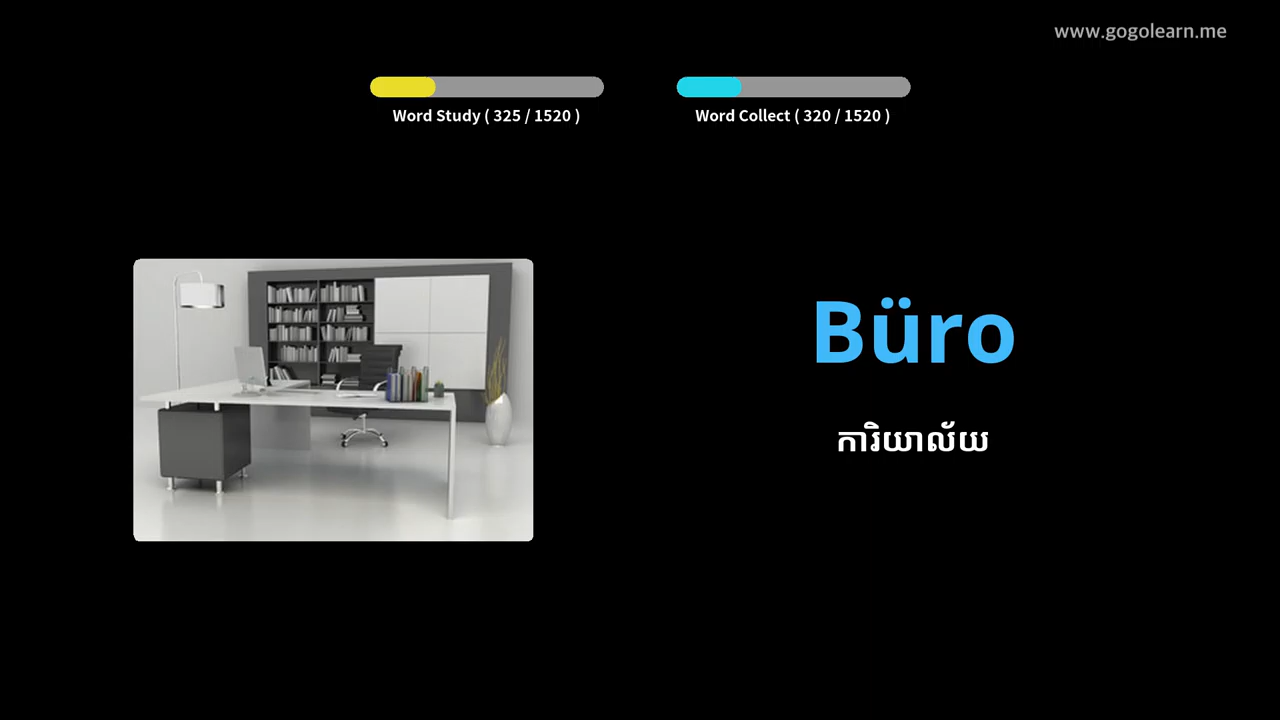 www.gogolearn.me
Word Study ( 325 / 1520 )
Word Collect ( 320 / 1520 )
Büro
ការិយាល័យ